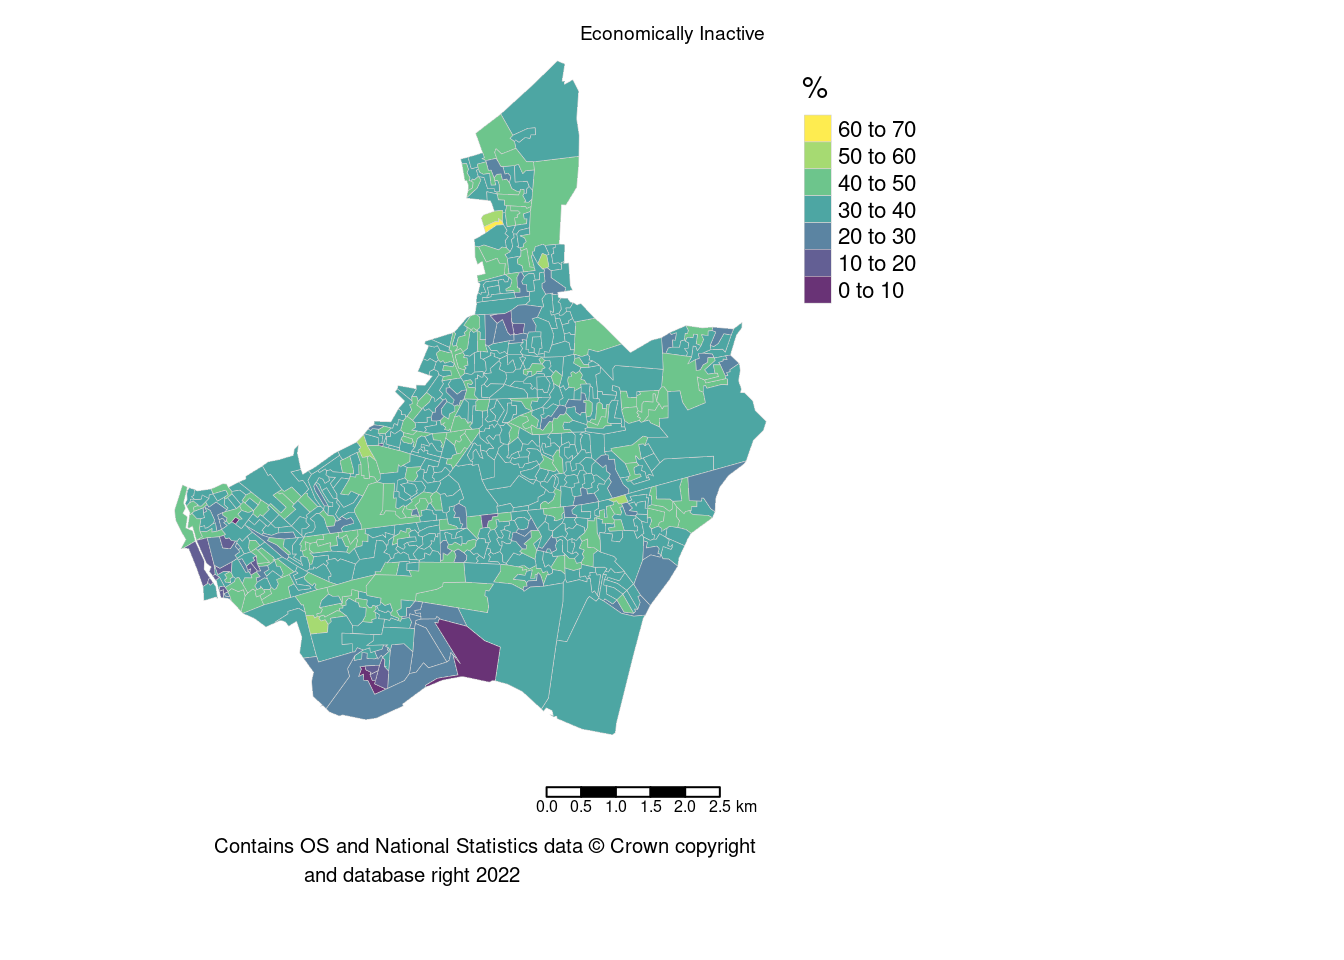 Economically Inactive
%
60 to 70
50 to 60
40 to 50
30 to 40
20 to 30
10 to 20
0 to 10
0.0 0.5 1.0 1.5 2.0 2.5 km
Contains OS and National Statistics data © Crown copyright
and database right 2022